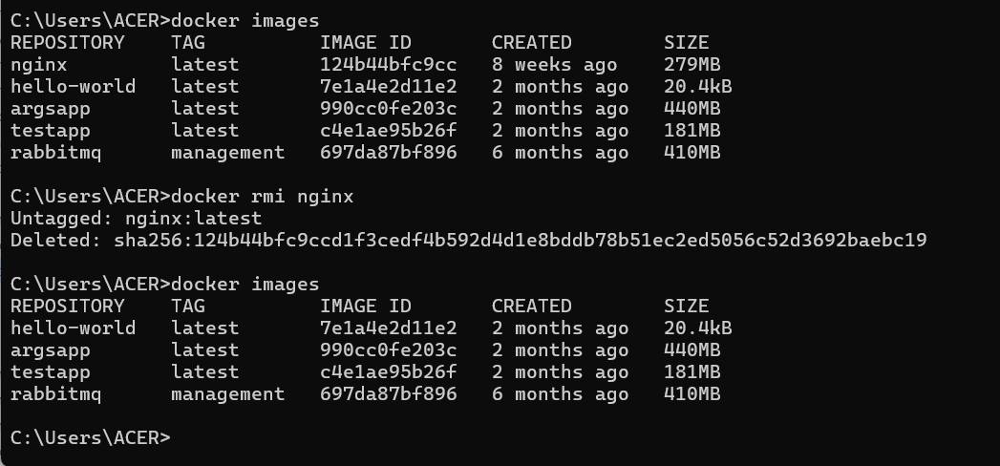 C:\Users\ACER>docker images
REPOSITORY    TAG          IMAGE ID       CREATED        SIZE
nginx         latest       124b44bfc9cc   8 weeks ago    279MB
hello-world   latest       7e1a4e2d11e2   2 months ago   20.4kB
argsapp       latest       990cc0fe203c   2 months ago   440MB
testapp       latest       c4e1ae95b26f   2 months ago   181MB
rabbitmq      management   697da87bf896   6 months ago   410MB
C:\Users\ACER>docker rmi nginx
Untagged: nginx:latest
Deleted: sha256:124b44bfc9ccd1f3cedf4b592d4d1e8bddb78b51ec2ed5056c52d3692baebc19
C:\Users\ACER>docker images
REPOSITORY    TAG          IMAGE ID       CREATED        SIZE
hello-world   latest       7e1a4e2d11e2   2 months ago   20.4kB
argsapp       latest       990cc0fe203c   2 months ago   440MB
testapp       latest       c4e1ae95b26f   2 months ago   181MB
rabbitmq      management   697da87bf896   6 months ago   410MB
C:\Users\ACER>